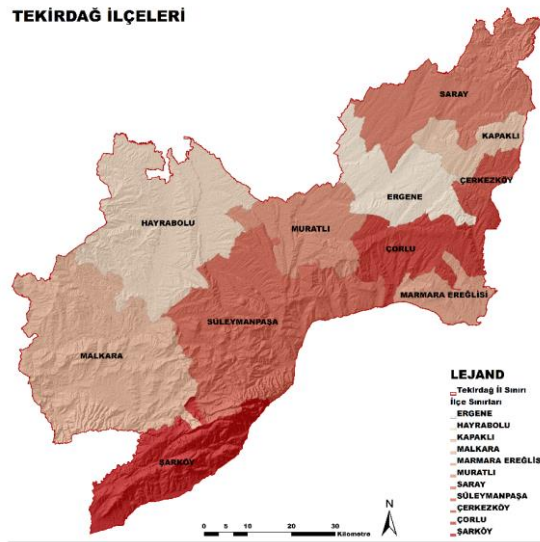 TEKİRDAĞ İLÇELERİ
SARAY
KAPAKLI
ÇERKEZKÖY
ERGENE
HAYRABOLU
MURATLI
ÇORLU
MARMARA EREĞLİSİ
SÜLEYMANPAŞA
MALKARA
ŞARKÖY
LEJAND
Tekirdağ İl Sınırı
İlçe Sınırları
ERGENE
HAYRABOLU
KAPAKLI
MALKARA
MARMARA EREĞLİS
MURATLI
SARAY
SÜLEYMANPAŞA
ÇERKEZKÖY
ÇORLU
ŞARKÖY
N
0 5 10 20 30
Kilometre